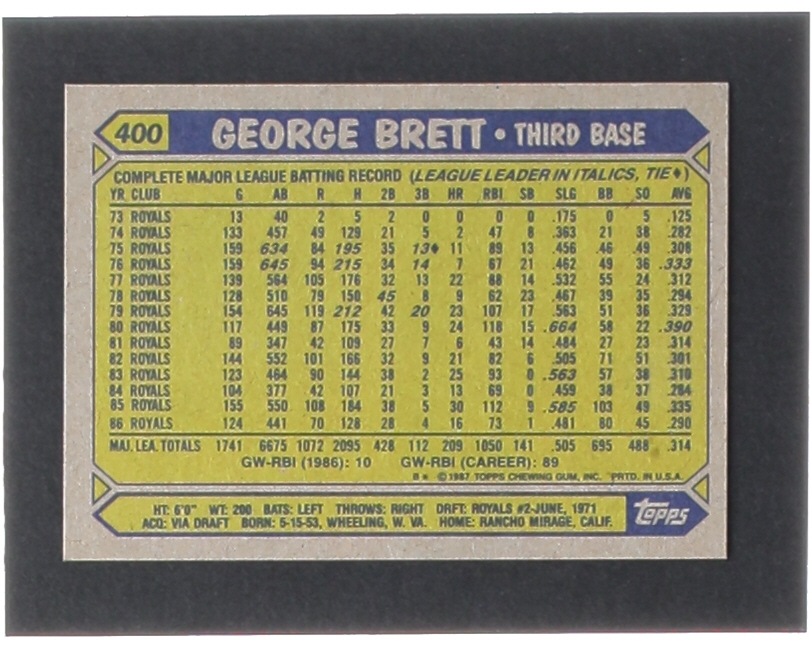 400 GEORGE BRETT • THIRD BASE
COMPLETE MAJOR LEAGUE BATTING RECORD (LEAGUE LEADER IN ITALICS, TIE♦)
YR CLUB G AB R H 2B 3B HR RBI SB SLG BB SO AVG
73 ROYALS 13 40 2 5 2 0 0 0 0 .175 0 5 .125
74 ROYALS 133 457 49 129 21 5 2 47 8 .363 21 38 .282
75 ROYALS 159 634 84 195 35 13♦ 11 89 13 .456 46 49 .308
76 ROYALS 159 645 94 215 34 14 7 67 21 .462 49 36 .333
77 ROYALS 139 564 105 176 32 13 22 88 14 .532 55 24 .312
78 ROYALS 128 510 79 150 45 8 9 62 23 .467 39 35 .294
79 ROYALS 154 645 119 212 42 20 23 107 17 .563 51 36 .329
80 ROYALS 117 449 87 175 33 9 24 118 15 .664 58 22 .390
81 ROYALS 89 347 42 109 27 7 6 43 14 .484 27 23 .314
82 ROYALS 144 552 101 166 32 9 21 82 6 .505 71 51 .301
83 ROYALS 123 464 90 144 38 2 25 93 0 .563 57 38 .310
84 ROYALS 104 377 42 107 21 3 13 69 0 .459 38 37 .284
85 ROYALS 155 550 108 184 38 5 30 112 9 .585 103 49 .335
86 ROYALS 124 441 70 128 28 4 16 73 1 .481 80 45 .290
MAJ. LEA. TOTALS 1741 6675 1072 2095 428 112 209 1050 141 .505 695 488 .314
GW-RBI (1986): 10 GW-RBI (CAREER): 89
B* ©1987 TOPPS CHEWING GUM, INC. PRTD. IN U.S.A.
HT: 6'0" WT: 200 BATS: LEFT THROWS: RIGHT DRFT: ROYALS #2-JUNE, 1971
ACQ: VIA DRAFT BORN: 5-15-53, WHEELING, W. VA. HOME: RANCHO MIRAGE, CALIF.
topps